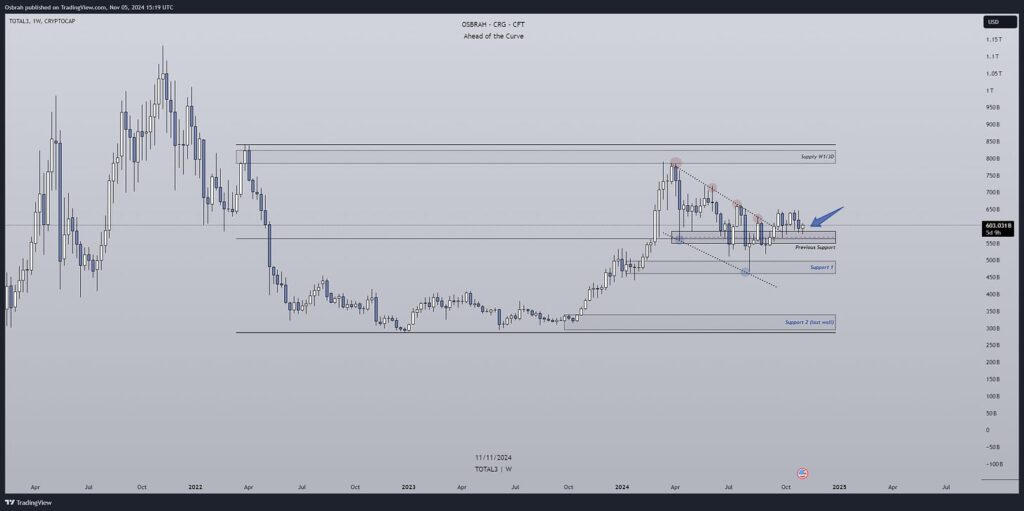 Osbrah published on TradingView.com, Nov 05, 2024 15:19 UTC
TOTAL3, 1W, CRYPTOCAP
OSBRAH - CRG - CFT
Ahead of the Curve
USD
1.15T
1.1T
1.05T
1T
950B
900B
850B
800B
750B
700B
650B
603.031B
5d 9h
550B
500B
450B
400B
350B
300B
250B
200B
150B
100B
50B
0
-50B
-100B
Supply W1/3D
Previous Support
Support 1
Support 2 (last wall)
11/11/2024
TOTAL3 | W
Apr Jul Oct 2022 Apr Jul Oct 2023 Apr Jul Oct 2024 Apr Jul Oct 2025 Apr Jul
TradingView